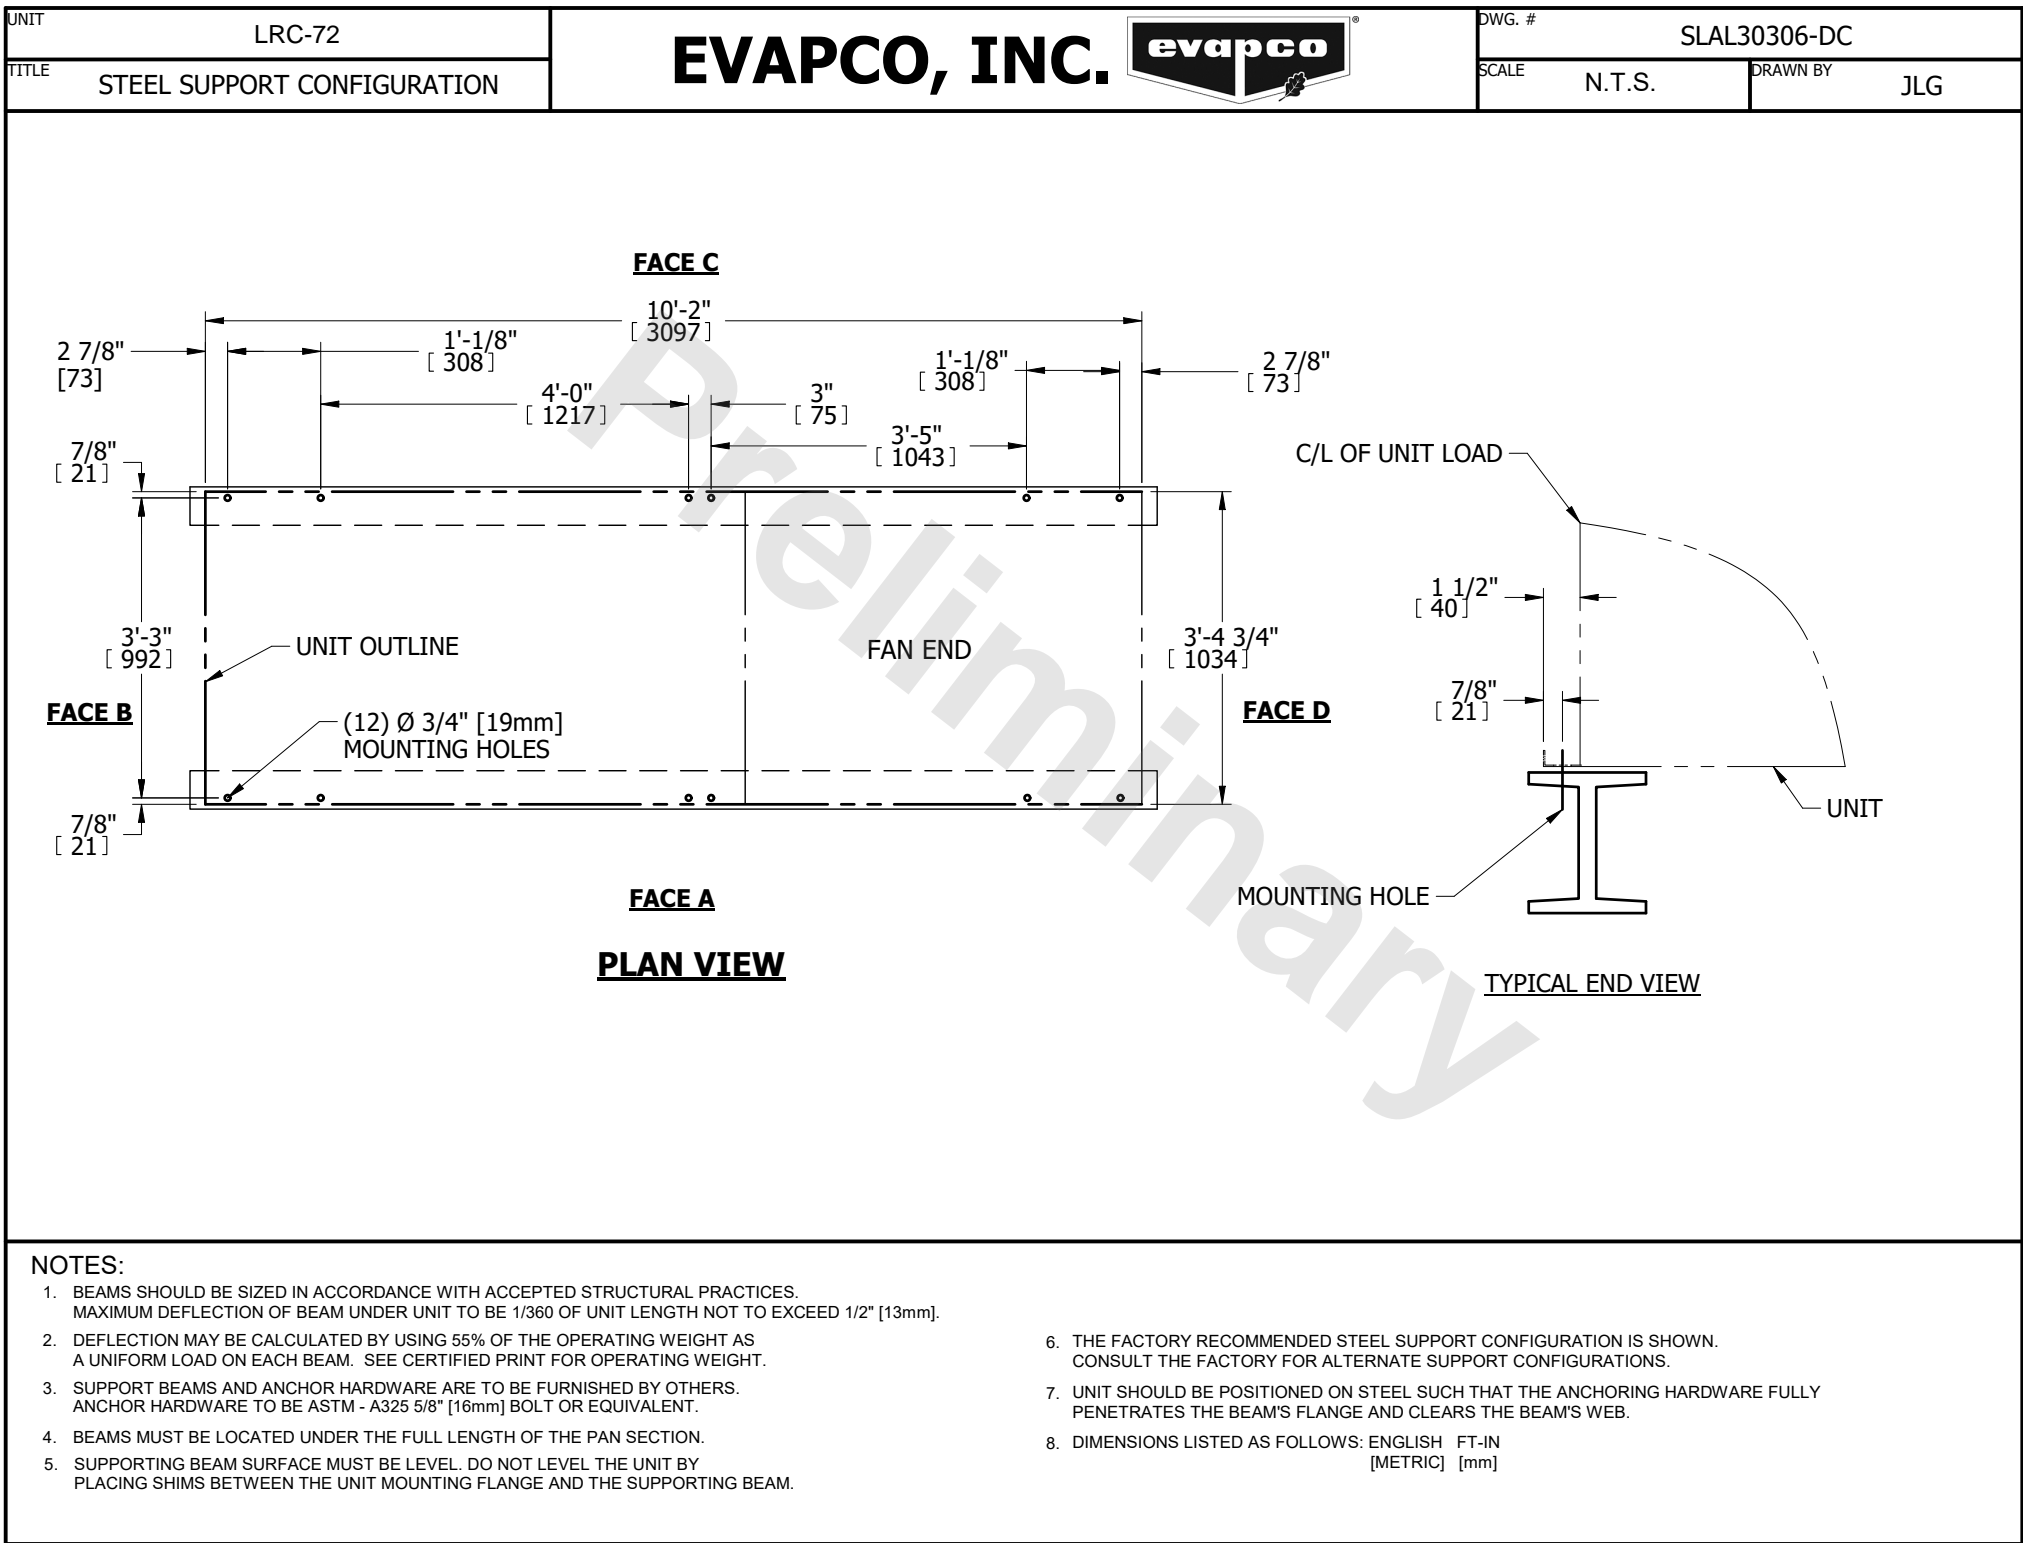 UNIT
LRC-72
TITLE
STEEL SUPPORT CONFIGURATION
EVAPCO, INC.
evapco
®
DWG. #
SLAL30306-DC
SCALE
N.T.S.
DRAWN BY
JLG
FACE C
10'-2"
[ 3097]
2 7/8"
[73]
1'-1/8"
[ 308]
1'-1/8"
[ 308]
2 7/8"
[ 73]
4'-0"
[ 1217]
3"
[ 75]
3'-5"
[ 1043]
7/8"
[ 21]
3'-3"
[ 992]
UNIT OUTLINE
FAN END
3'-4 3/4"
[ 1034]
FACE B
(12) Ø 3/4" [19mm]
MOUNTING HOLES
FACE D
7/8"
[ 21]
FACE A
PLAN VIEW
C/L OF UNIT LOAD
1 1/2"
[ 40]
7/8"
[ 21]
UNIT
MOUNTING HOLE
TYPICAL END VIEW
Preliminary
NOTES:
1. BEAMS SHOULD BE SIZED IN ACCORDANCE WITH ACCEPTED STRUCTURAL PRACTICES.
MAXIMUM DEFLECTION OF BEAM UNDER UNIT TO BE 1/360 OF UNIT LENGTH NOT TO EXCEED 1/2" [13mm].
2. DEFLECTION MAY BE CALCULATED BY USING 55% OF THE OPERATING WEIGHT AS
A UNIFORM LOAD ON EACH BEAM. SEE CERTIFIED PRINT FOR OPERATING WEIGHT.
3. SUPPORT BEAMS AND ANCHOR HARDWARE ARE TO BE FURNISHED BY OTHERS.
ANCHOR HARDWARE TO BE ASTM - A325 5/8" [16mm] BOLT OR EQUIVALENT.
4. BEAMS MUST BE LOCATED UNDER THE FULL LENGTH OF THE PAN SECTION.
5. SUPPORTING BEAM SURFACE MUST BE LEVEL. DO NOT LEVEL THE UNIT BY
PLACING SHIMS BETWEEN THE UNIT MOUNTING FLANGE AND THE SUPPORTING BEAM.
6. THE FACTORY RECOMMENDED STEEL SUPPORT CONFIGURATION IS SHOWN.
CONSULT THE FACTORY FOR ALTERNATE SUPPORT CONFIGURATIONS.
7. UNIT SHOULD BE POSITIONED ON STEEL SUCH THAT THE ANCHORING HARDWARE FULLY
PENETRATES THE BEAM'S FLANGE AND CLEARS THE BEAM'S WEB.
8. DIMENSIONS LISTED AS FOLLOWS: ENGLISH FT-IN
[METRIC] [mm]